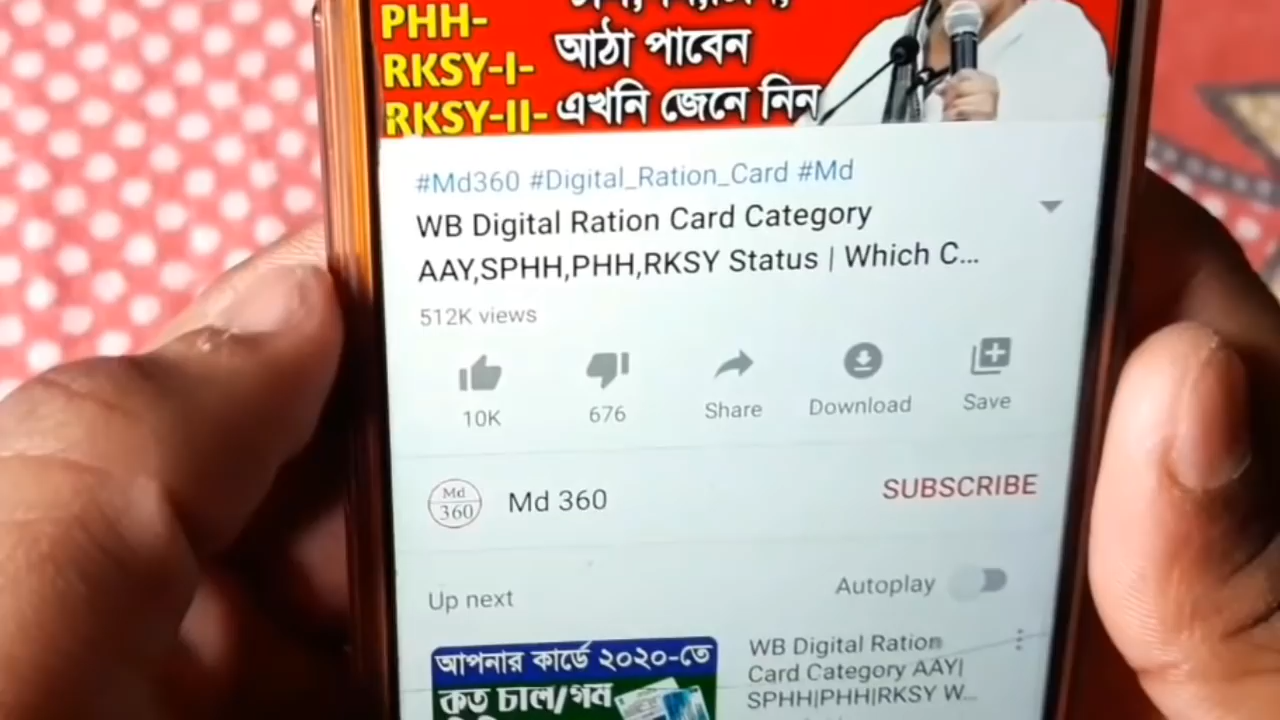 PHH-
RKSY-I- আঠা পাবেন
RKSY-II- এখনি জেনে নিন
#Md360 #Digital_Ration_Card #Md
WB Digital Ration Card Category
AAY,SPHH,PHH,RKSY Status | Which C...
512K views
10K
676
Share
Download
Save
Md
360
Md 360
SUBSCRIBE
Up next
Autoplay
আপনার কার্ডে ২০২০-তে
কত চাল/গম
WB Digital Ration
Card Category AAY|
SPHH|PHH|RKSY W...